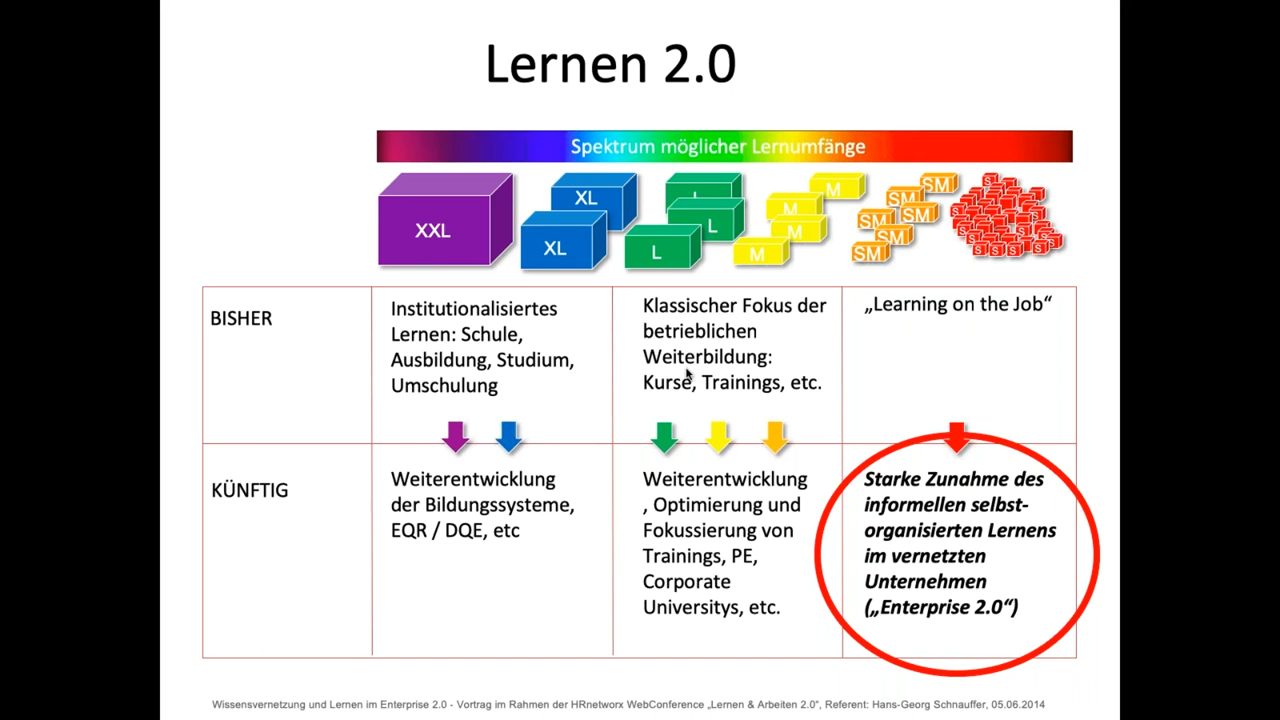 Lernen 2.0
Spektrum möglicher Lernumfänge
XXL
XL
XL
L
L
L
M
M
M
M
SM
SM
SM
SM
SM
SM
S
S
S
S
S
S
BISHER
Institutionalisiertes
Lernen: Schule,
Ausbildung, Studium,
Umschulung
Klassischer Fokus der
betrieblichen
Weiterbildung:
Kurse, Trainings, etc.
„Learning on the Job“
KÜNFTIG
Weiterentwicklung
der Bildungssysteme,
EQR / DQE, etc
Weiterentwicklung
, Optimierung und
Fokussierung von
Trainings, PE,
Corporate
Universitys, etc.
Starke Zunahme des
informellen selbst-
organisierten Lernens
im vernetzten
Unternehmen
(„Enterprise 2.0“)
Wissensvernetzung und Lernen im Enterprise 2.0 - Vortrag im Rahmen der HRnetworx WebConference „Lernen & Arbeiten 2.0“, Referent: Hans-Georg Schnauffer, 05.06.2014